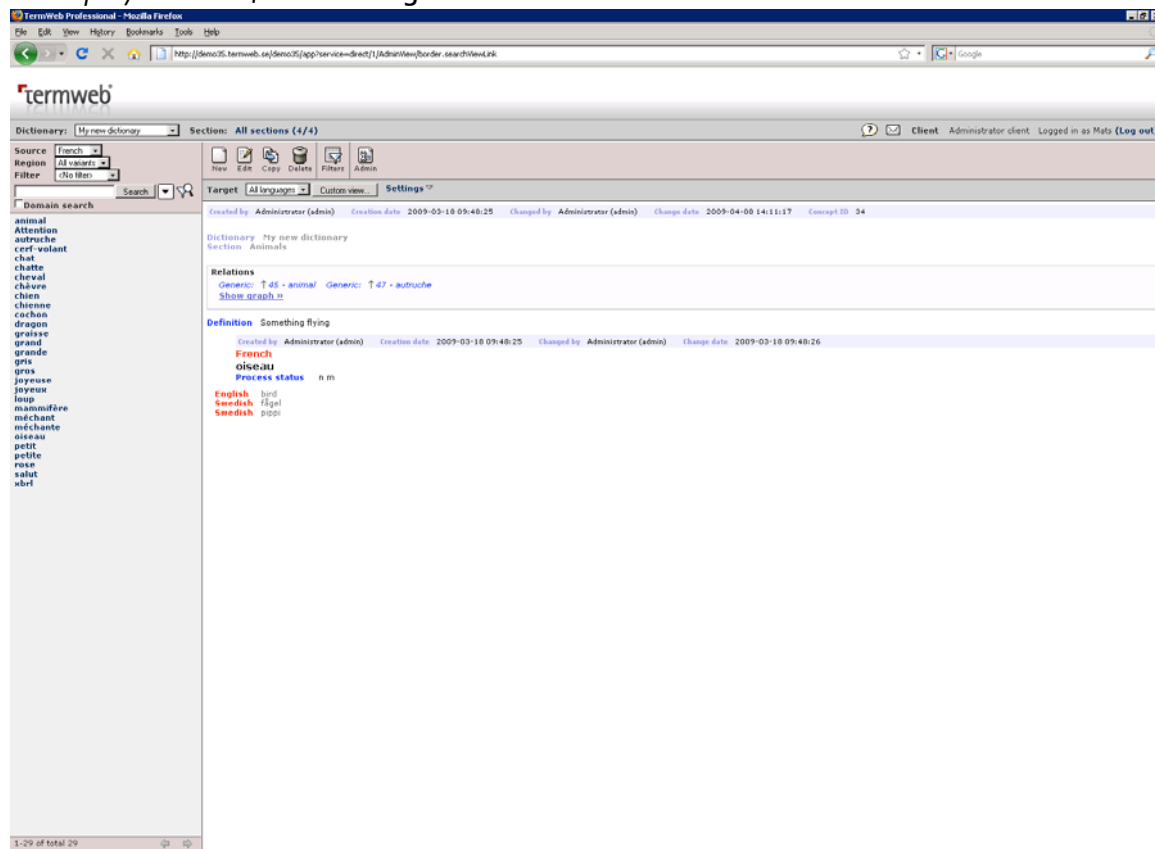 TermWeb Professional - Mozilla Firefox
File Edit View History Bookmarks Tools Help
http://demo35.termweb.se/demo35/app?service=direct/1/AdminView/border.searchViewLink
Google
termweb
Dictionary: My new dictionary Section: All sections (4/4) Client Administrator client Logged in as Mats (Log out)
Source French
Region All variants
Filter <No filter>
Search
Domain search
New Edit Copy Delete Filters Admin
Target All languages Custom view... Settings
animal
Attention
autruche
cerf-volant
chat
chatte
cheval
chèvre
chien
chienne
cochon
dragon
graisse
grand
grande
gris
gros
joyeuse
joyeux
loup
mammifère
méchant
méchante
oiseau
petit
petite
rose
salut
xbrl
1-29 of total 29
Created by Administrator (admin) Creation date 2009-03-18 09:48:25 Changed by Administrator (admin) Change date 2009-04-08 14:11:17 Concept ID 34
Dictionary My new dictionary
Section Animals
Relations
Generic: ↑ 45 - animal Generic: ↑ 47 - autruche
Show graph »
Definition Something flying
Created by Administrator (admin) Creation date 2009-03-18 09:48:25 Changed by Administrator (admin) Change date 2009-03-18 09:48:26
French
oiseau
Process status n m
English bird
Swedish fågel
Swedish pippi